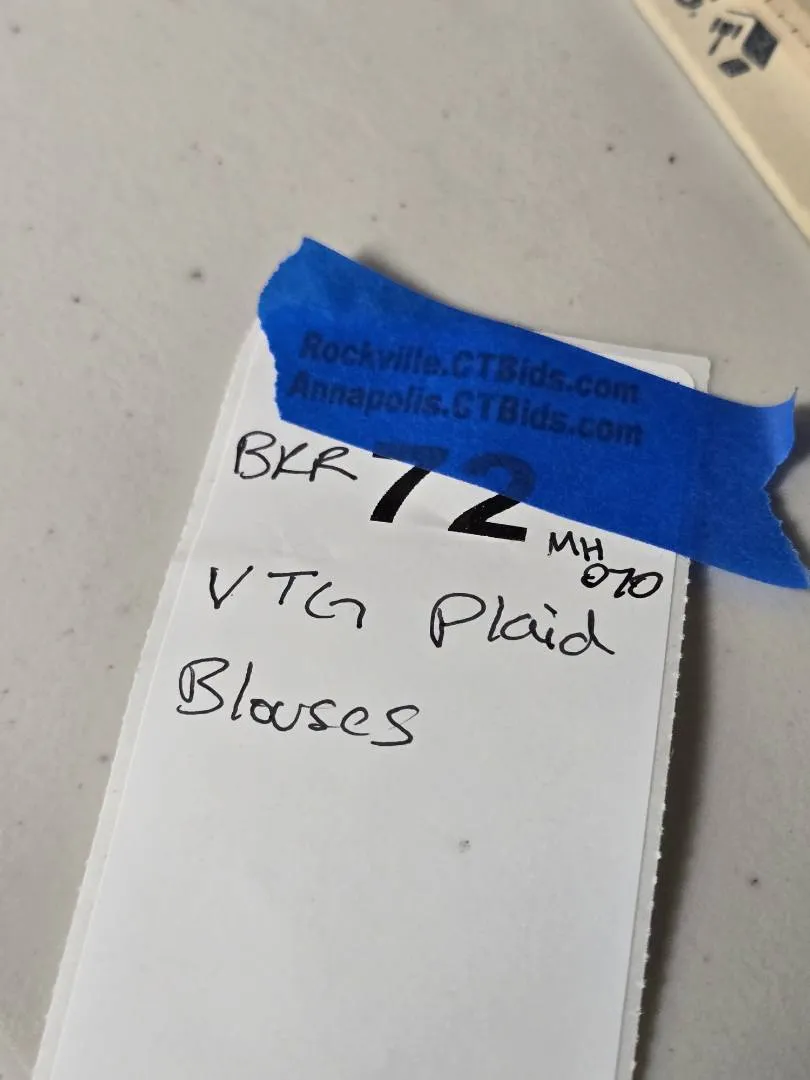 Rockville.CTBids.com
Annapolis.CTBids.com
BKR 72 MH
070
VTG Plaid
Blouses